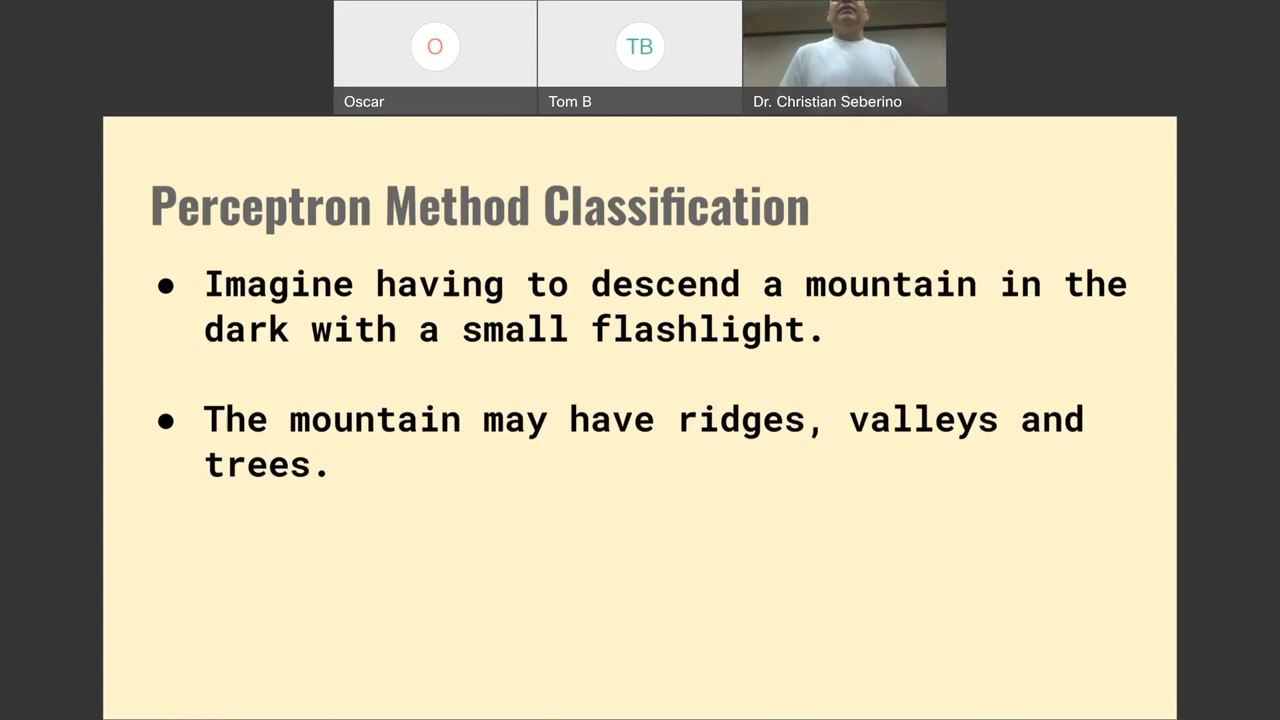 O
TB
Oscar
Tom B
Dr. Christian Seberino
Perceptron Method Classification
● Imagine having to descend a mountain in the
dark with a small flashlight.
● The mountain may have ridges, valleys and
trees.